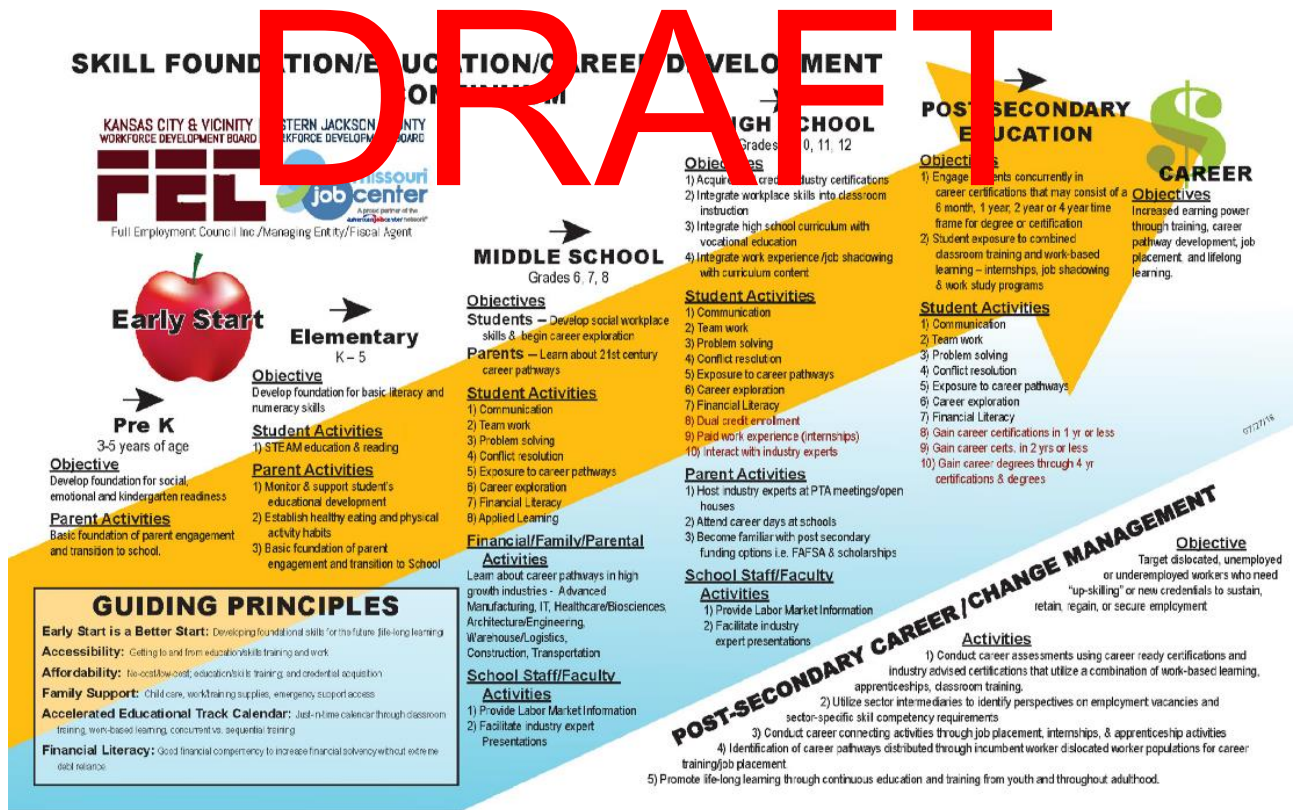 DRAFT
SKILL FOUNDATION/EDUCATION/CAREER DEVELOPMENT
CONTINUUM
KANSAS CITY & VICINITY EASTERN JACKSON COUNTY
WORKFORCE DEVELOPMENT BOARD WORKFORCE DEVELOPMENT BOARD
FEC
missouri
job center
A proud partner of the
americanjobcenter network
Full Employment Council Inc./Managing Entity/Fiscal Agent
Early Start
Pre K
3-5 years of age
Objective
Develop foundation for social,
emotional and kindergarten readiness
Parent Activities
Basic foundation of parent engagement
and transition to school.
Elementary
K – 5
Objective
Develop foundation for basic literacy and
numeracy skills
Student Activities
1) STEAM education & reading
Parent Activities
1) Monitor & support student's
educational development
2) Establish healthy eating and physical
activity habits
3) Basic foundation of parent
engagement and transition to School
MIDDLE SCHOOL
Grades 6, 7, 8
Objectives
Students – Develop social workplace
skills & begin career exploration
Parents — Learn about 21st century
career pathways
Student Activities
1) Communication
2) Team work
3) Problem solving
4) Conflict resolution
5) Exposure to career pathways
6) Career exploration
7) Financial Literacy
8) Applied Learning
Financial/Family/Parental
Activities
Learn about career pathways in high
growth industries - Advanced
Manufacturing, IT, Healthcare/Biosciences,
Architecture/Engineering,
Warehouse/Logistics,
Construction, Transportation
School Staff/Faculty
Activities
1) Provide Labor Market Information
2) Facilitate industry expert
Presentations
HIGH SCHOOL
Grades 10, 11, 12
Objectives
1) Acquire credit industry certifications
2) Integrate workplace skills into classroom
instruction
3) Integrate high school curriculum with
vocational education
4) Integrate work experience/job shadowing
with curriculum content
Student Activities
1) Communication
2) Team work
3) Problem solving
4) Conflict resolution
5) Exposure to career pathways
6) Career exploration
7) Financial Literacy
8) Dual credit enrollment
9) Paid work experience (internships)
10) Interact with industry experts
Parent Activities
1) Host industry experts at PTA meetings/open
houses
2) Attend career days at schools
3) Become familiar with post secondary
funding options i.e. FAFSA & scholarships
School Staff/Faculty
Activities
1) Provide Labor Market Information
2) Facilitate industry
expert presentations
POST-SECONDARY
EDUCATION
Objectives
1) Engage students concurrently in
career certifications that may consist of a
6 month, 1 year, 2 year or 4 year time
frame for degree or certification
2) Student exposure to combined
classroom training and work-based
learning – internships, job shadowing
& work study programs
Student Activities
1) Communication
2) Team work
3) Problem solving
4) Conflict resolution
5) Exposure to career pathways
6) Career exploration
7) Financial Literacy
8) Gain career certifications in 1 yr or less
9) Gain career certs. in 2 yrs or less
10) Gain career degrees through 4 yr
certifications & degrees
$
CAREER
Objectives
Increased earning power
through training, career
pathway development, job
placement, and lifelong
learning.
07/27/16
GUIDING PRINCIPLES
Early Start is a Better Start: Developing foundational skills for the future (life-long learning)
Accessibility: Getting to and from education/skills training and work
Affordability: No-cost/low-cost; education/skills training; and credential acquisition
Family Support: Child care, work/training supplies, emergency support access
Accelerated Educational Track Calendar: Just-in-time calendar through classroom
training, work-based learning, concurrent vs. sequential training
Financial Literacy: Good financial competency to increase financial solvency without extreme
debt reliance.
POST-SECONDARY CAREER/CHANGE MANAGEMENT
Objective
Target dislocated, unemployed
or underemployed workers who need
"up-skilling" or new credentials to sustain,
retain, regain, or secure employment
Activities
1) Conduct career assessments using career ready certifications and
industry advised certifications that utilize a combination of work-based learning,
apprenticeships, classroom training.
2) Utilize sector intermediaries to identify perspectives on employment vacancies and
sector-specific skill competency requirements
3) Conduct career connecting activities through job placement, internships, & apprenticeship activities
4) Identification of career pathways distributed through incumbent worker dislocated worker populations for career
training/job placement
5) Promote life-long learning through continuous education and training from youth and throughout adulthood.